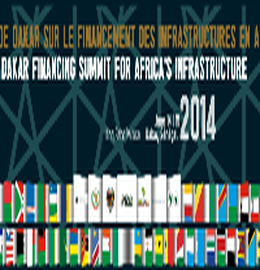 DE DAKAR SUR LE FINANCEMENT DES INFRASTRUCTURES EN A
DAKAR FINANCING SUMMIT FOR AFRICA'S INFRASTRUCTURE
2014